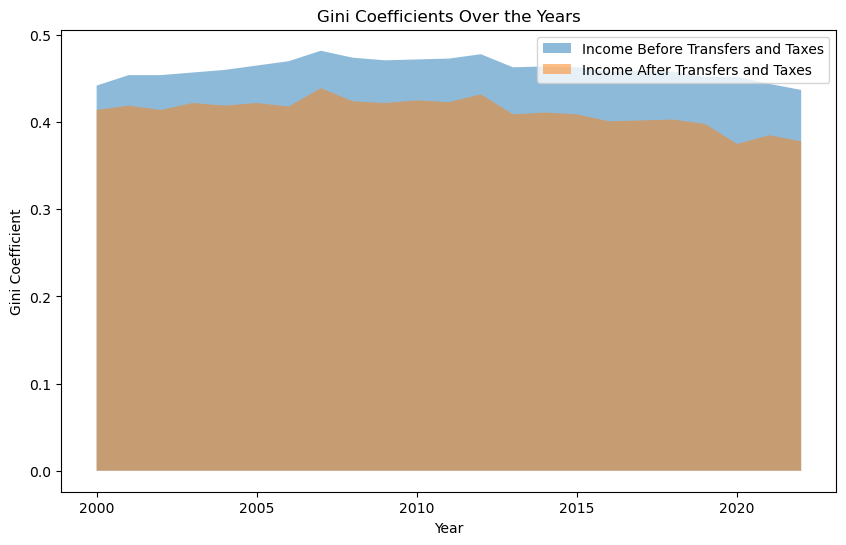 Gini Coefficients Over the Years
Income Before Transfers and Taxes
Income After Transfers and Taxes
Gini Coefficient
0.5
0.4
0.3
0.2
0.1
0.0
2000 2005 2010 2015 2020
Year